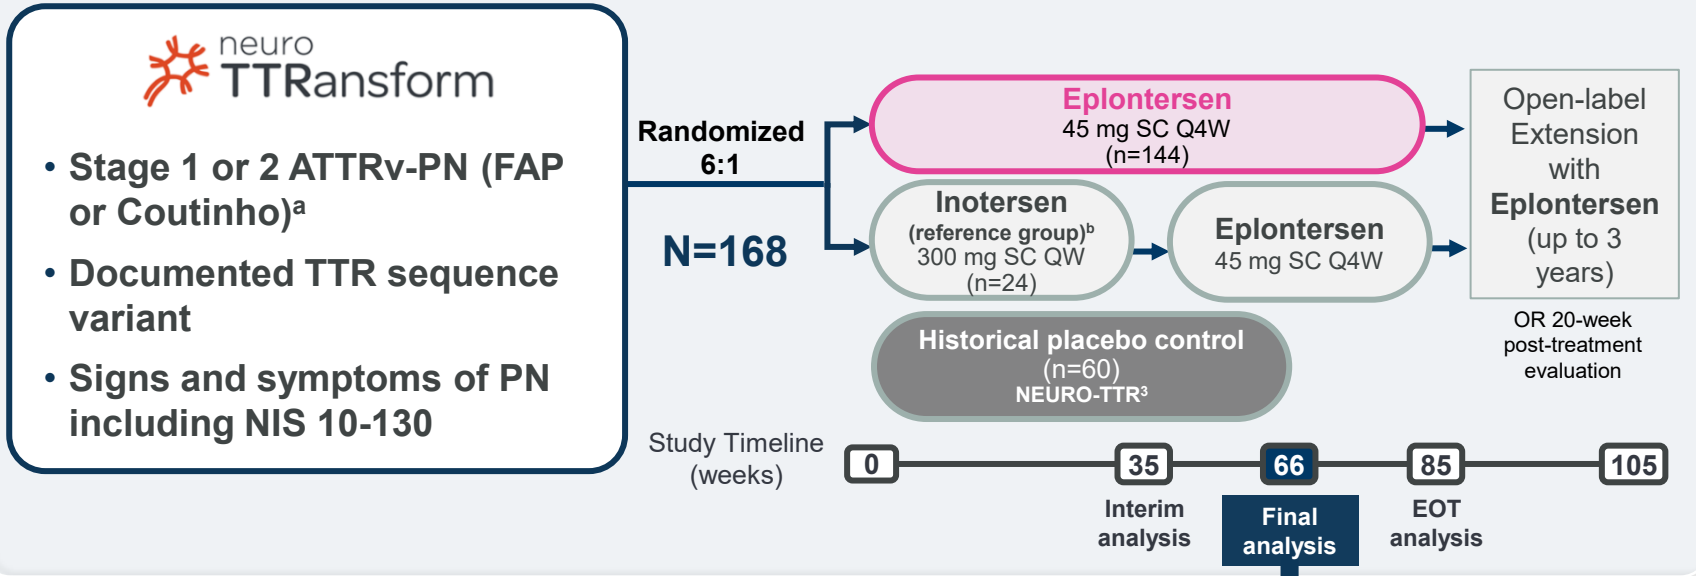 neuro
TTRansform
• Stage 1 or 2 ATTRv-PN (FAP
or Coutinho)ᵃ
• Documented TTR sequence
variant
• Signs and symptoms of PN
including NIS 10-130
Randomized
6:1
N=168
Eplontersen
45 mg SC Q4W
(n=144)
Inotersen
(reference group)ᵇ
300 mg SC QW
(n=24)
Eplontersen
45 mg SC Q4W
Historical placebo control
(n=60)
NEURO-TTR³
Open-label
Extension
with
Eplontersen
(up to 3
years)
OR 20-week
post-treatment
evaluation
Study Timeline
(weeks)
0
35
66
85
105
Interim
analysis
Final
analysis
EOT
analysis